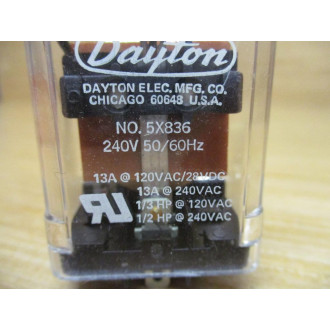 Dayton
DAYTON ELEC. MFG. CO.
CHICAGO 60648 U.S.A.
NO. 5X836
240V 50/60Hz
13A @ 120VAC/28VDC
13A @ 240VAC
1/3 HP @ 120VAC
1/2 HP @ 240VAC